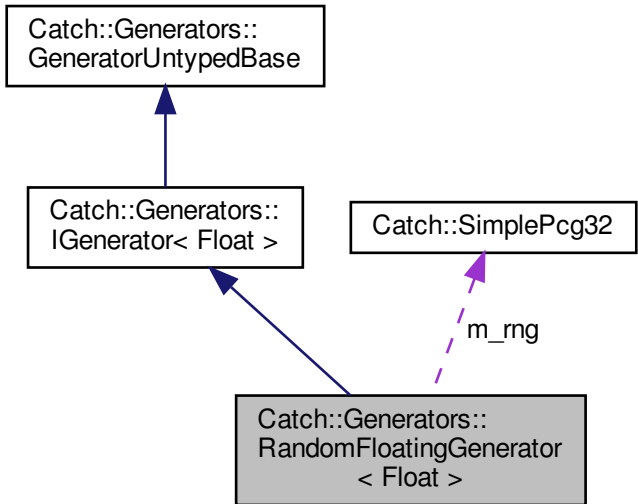 Catch::Generators::
GeneratorUntypedBase
Catch::Generators::
IGenerator< Float >
Catch::SimplePcg32
m_rng
Catch::Generators::
RandomFloatingGenerator
< Float >